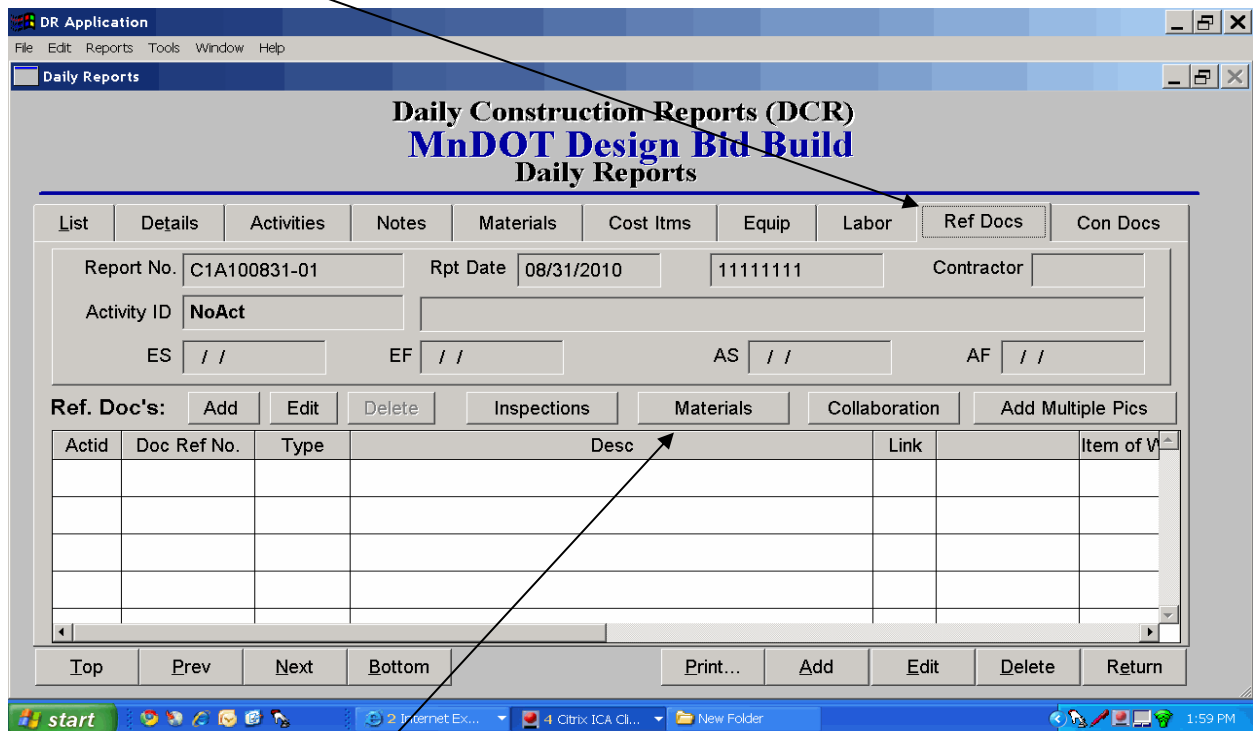 DR Application
File Edit Reports Tools Window Help
Daily Reports
Daily Construction Reports (DCR)
MnDOT Design Bid Build
Daily Reports
List Details Activities Notes Materials Cost Itms Equip Labor Ref Docs Con Docs
Report No. C1A100831-01 Rpt Date 08/31/2010 11111111 Contractor
Activity ID NoAct
ES / / EF / / AS / / AF / /
Ref. Doc's: Add Edit Delete Inspections Materials Collaboration Add Multiple Pics
Actid Doc Ref No. Type Desc Link Item of W
Top Prev Next Bottom Print... Add Edit Delete Return
start 2 Internet Ex... 4 Citrix ICA Cli... New Folder 1:59 PM